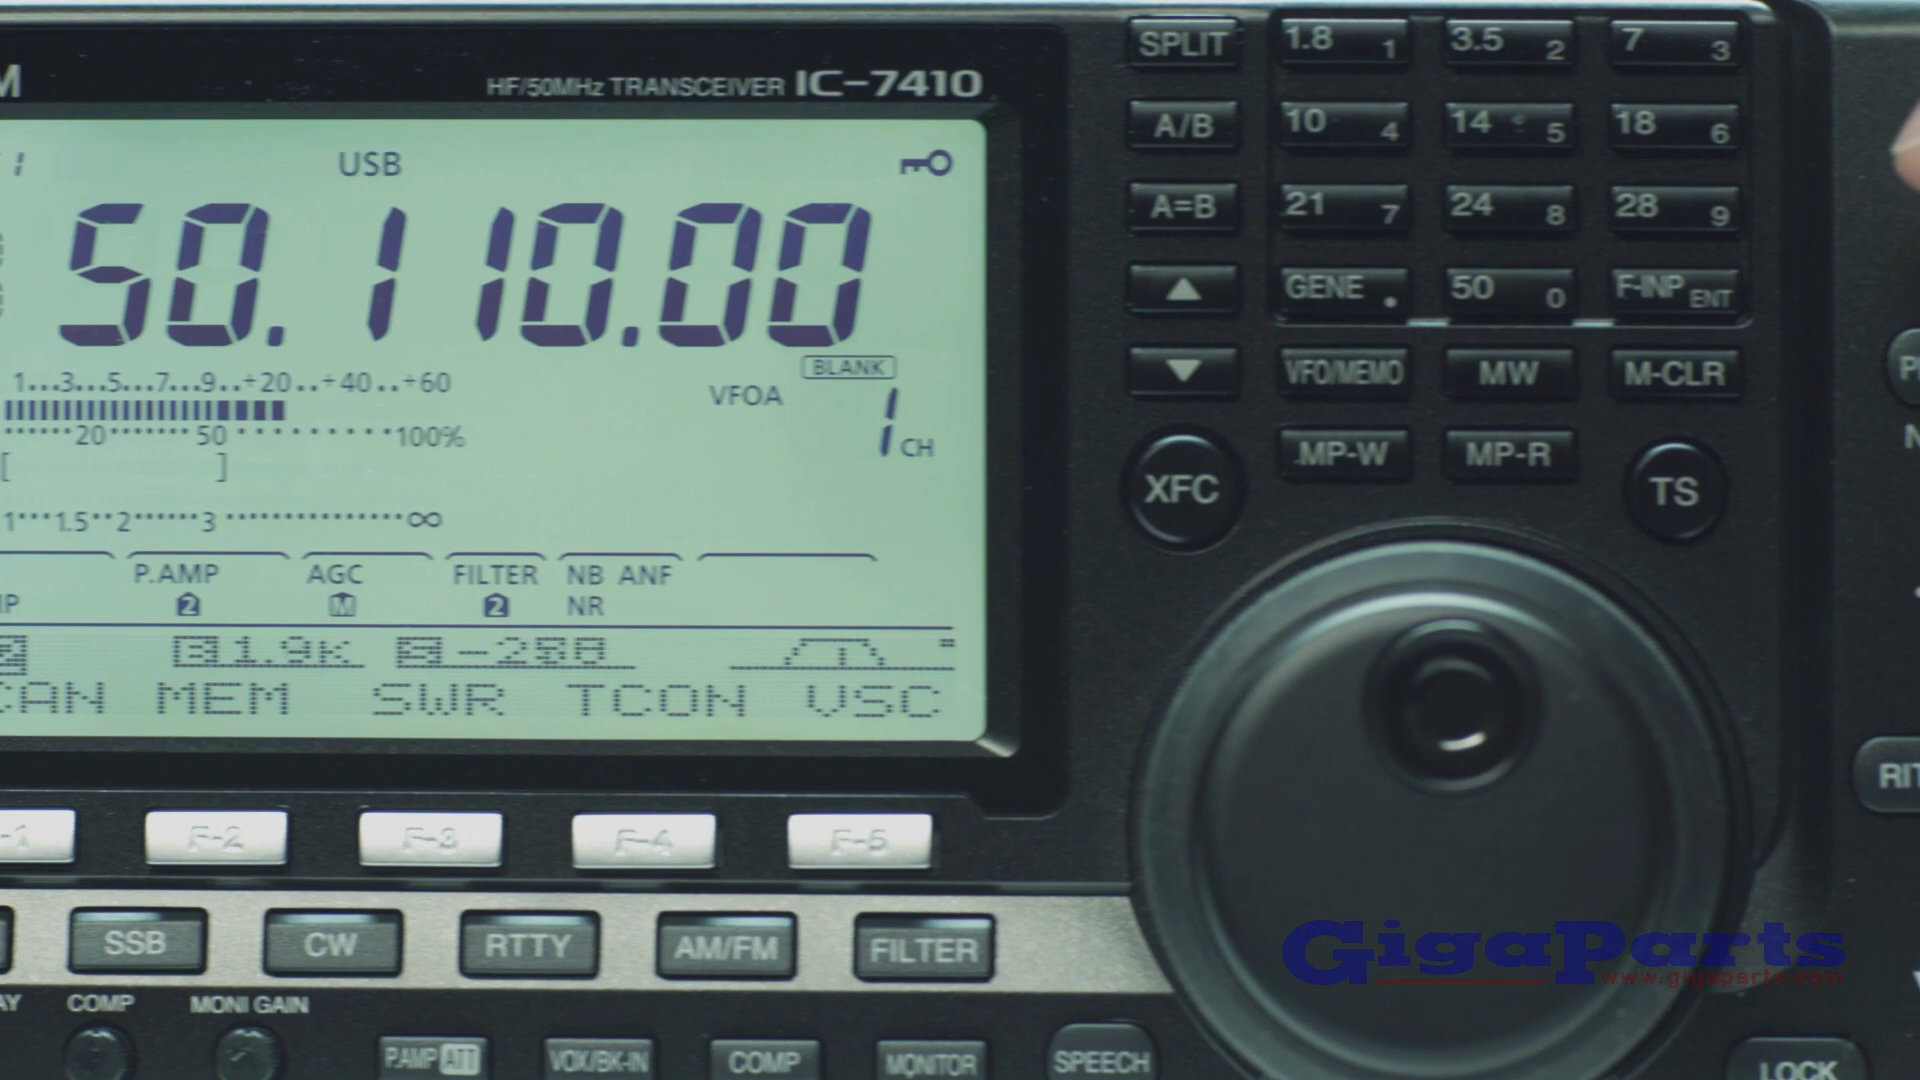 HF/50MHz TRANSCEIVER IC-7410
USB
50.110.00
1...3...5...7...9..+20..+40..+60
BLANK
VFOA
1 CH
20 50 100%
1 1.5 2 3 ∞
P.AMP AGC FILTER NB ANF
2 M 2 NR
1.9K
MEM SWR TCON VSC
F-2 F-3 F-4 F-5
SSB CW RTTY AM/FM FILTER
COMP MONI GAIN
P.AMP ATT VOX/BK-IN COMP MONITOR SPEECH
SPLIT 1.8 1 3.5 2 7 3
A/B 10 4 14 5 18 6
A=B 21 7 24 8 28 9
GENE . 50 0 F-INP ENT
VFO/MEMO MW M-CLR
XFC MP-W MP-R TS
LOCK
GigaParts
www.gigaparts.com